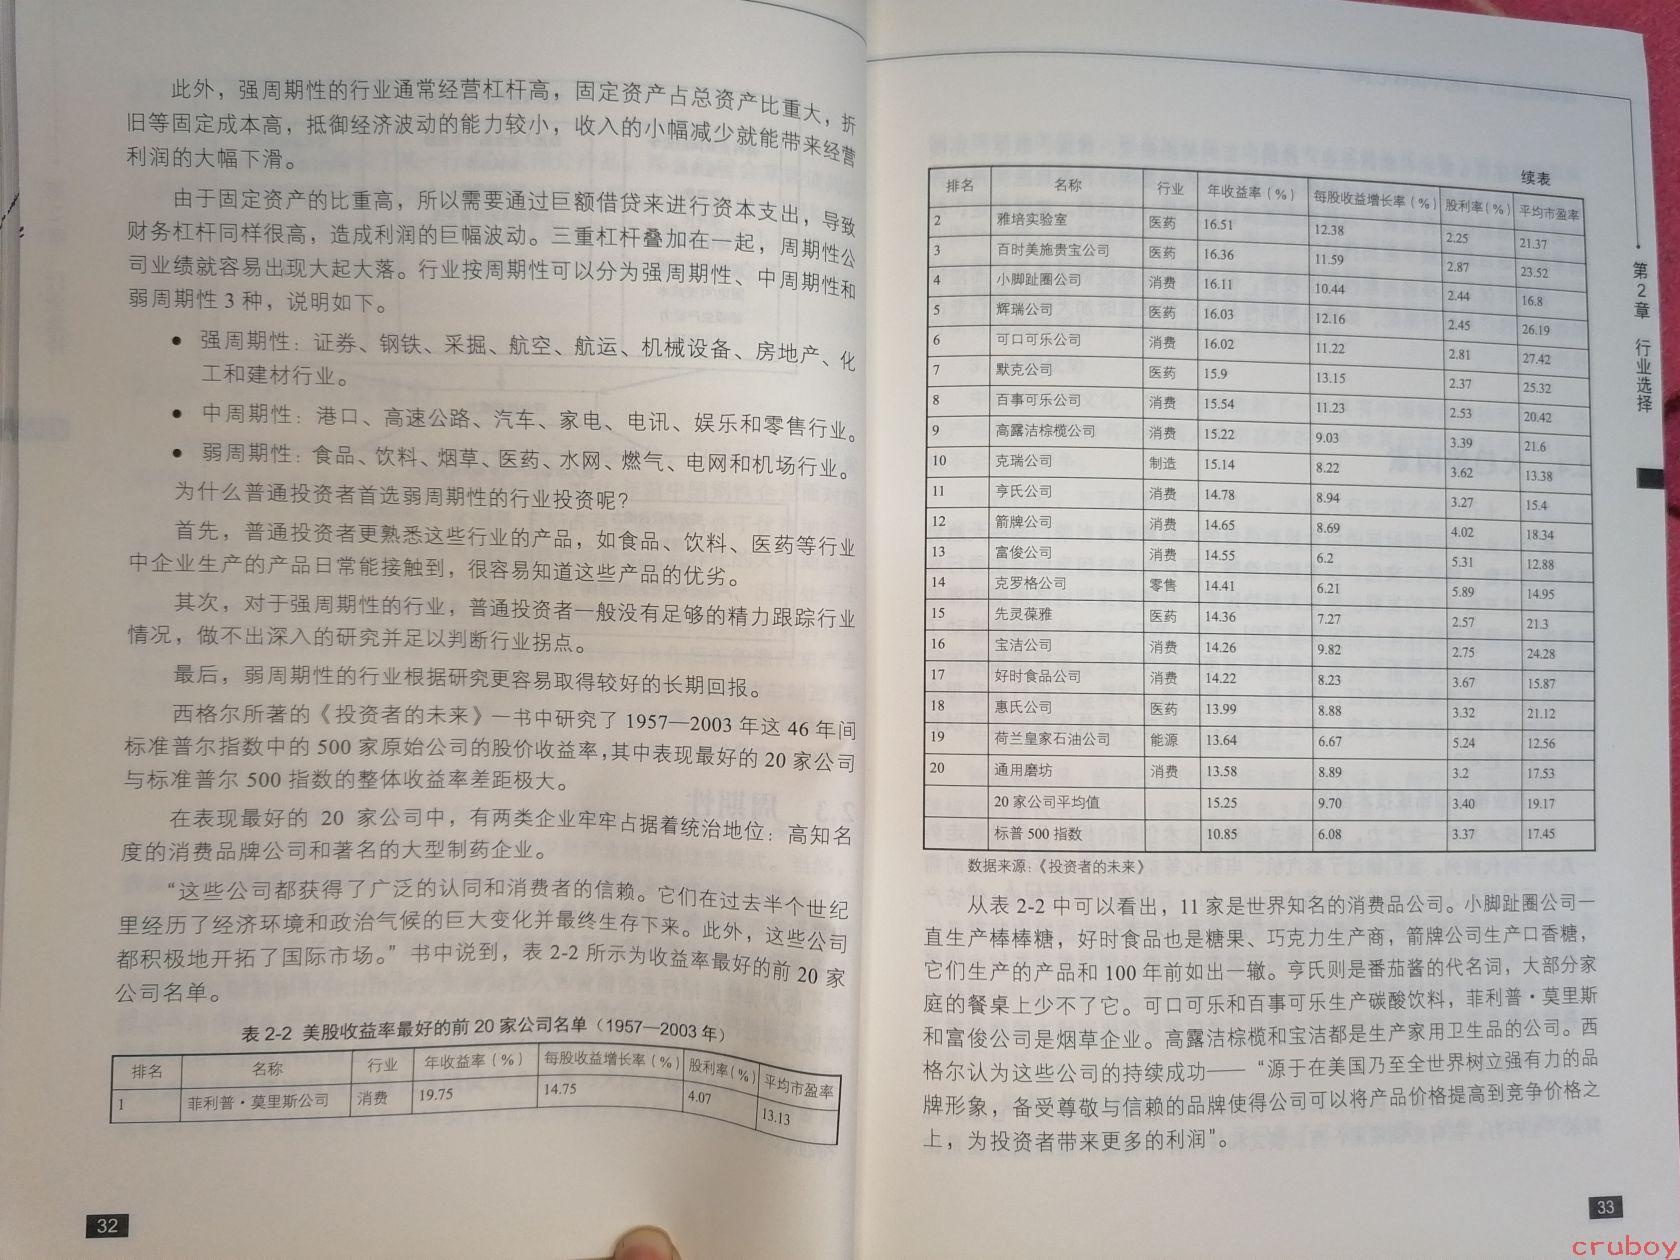 此外，强周期性的行业通常经营杠杆高，固定资产占总资产比重大，折
旧等固定成本高，抵御经济波动的能力较小，收入的小幅减少就能带来经营
利润的大幅下滑。
由于固定资产的比重高，所以需要通过巨额借贷来进行资本支出，导致
财务杠杆同样很高，造成利润的巨幅波动。三重杠杆叠加在一起，周期性公
司业绩就容易出现大起大落。行业按周期性可以分为强周期性、中周期性和
弱周期性 3 种，说明如下。
● 强周期性：证券、钢铁、采掘、航空、航运、机械设备、房地产、化
工和建材行业。
● 中周期性：港口、高速公路、汽车、家电、电讯、娱乐和零售行业。
● 弱周期性：食品、饮料、烟草、医药、水网、燃气、电网和机场行业。
为什么普通投资者首选弱周期性的行业投资呢？
首先，普通投资者更熟悉这些行业的产品，如食品、饮料、医药等行业
中企业生产的产品日常能接触到，很容易知道这些产品的优劣。
其次，对于强周期性的行业，普通投资者一般没有足够的精力跟踪行业
情况，做不出深入的研究并足以判断行业拐点。
最后，弱周期性的行业根据研究更容易取得较好的长期回报。
西格尔所著的《投资者的未来》一书中研究了 1957—2003 年这 46 年间
标准普尔指数中的 500 家原始公司的股价收益率，其中表现最好的 20 家公司
与标准普尔 500 指数的整体收益率差距极大。
在表现最好的 20 家公司中，有两类企业牢牢占据着统治地位：高知名
度的消费品牌公司和著名的大型制药企业。
“这些公司都获得了广泛的认同和消费者的信赖。它们在过去半个世纪
里经历了经济环境和政治气候的巨大变化并最终生存下来。此外，这些公司
都积极地开拓了国际市场。”书中说到，表 2-2 所示为收益率最好的前 20 家
公司名单。
表 2-2 美股收益率最好的前 20 家公司名单（1957—2003 年）
排名 名称 行业 年收益率（%） 每股收益增长率（%） 股利率（%） 平均市盈率
1 菲利普·莫里斯公司 消费 19.75 14.75 4.07 13.13
32
续表
排名 名称 行业 年收益率（%） 每股收益增长率（%） 股利率（%） 平均市盈率
2 雅培实验室 医药 16.51 12.38 2.25 21.37
3 百时美施贵宝公司 医药 16.36 11.59 2.87 23.52
4 小脚趾圈公司 消费 16.11 10.44 2.44 16.8
5 辉瑞公司 医药 16.03 12.16 2.45 26.19
6 可口可乐公司 消费 16.02 11.22 2.81 27.42
7 默克公司 医药 15.9 13.15 2.37 25.32
8 百事可乐公司 消费 15.54 11.23 2.53 20.42
9 高露洁棕榄公司 消费 15.22 9.03 3.39 21.6
10 克瑞公司 制造 15.14 8.22 3.62 13.38
11 亨氏公司 消费 14.78 8.94 3.27 15.4
12 箭牌公司 消费 14.65 8.69 4.02 18.34
13 富俊公司 消费 14.55 6.2 5.31 12.88
14 克罗格公司 零售 14.41 6.21 5.89 14.95
15 先灵葆雅 医药 14.36 7.27 2.57 21.3
16 宝洁公司 消费 14.26 9.82 2.75 24.28
17 好时食品公司 消费 14.22 8.23 3.67 15.87
18 惠氏公司 医药 13.99 8.88 3.32 21.12
19 荷兰皇家石油公司 能源 13.64 6.67 5.24 12.56
20 通用磨坊 消费 13.58 8.89 3.2 17.53
20 家公司平均值 15.25 9.70 3.40 19.17
标普 500 指数 10.85 6.08 3.37 17.45
数据来源：《投资者的未来》
从表 2-2 中可以看出，11 家是世界知名的消费品公司。小脚趾圈公司一
直生产棒棒糖，好时食品也是糖果、巧克力生产商，箭牌公司生产口香糖，
它们生产的产品和 100 年前如出一辙。亨氏则是番茄酱的代名词，大部分家
庭的餐桌上少不了它。可口可乐和百事可乐生产碳酸饮料，菲利普·莫里斯
和富俊公司是烟草企业。高露洁棕榄和宝洁都是生产家用卫生品的公司。西
格尔认为这些公司的持续成功——“源于在美国乃至全世界树立强有力的品
牌形象，备受尊敬与信赖的品牌使得公司可以将产品价格提高到竞争价格之
上，为投资者带来更多的利润”。
第2章 行业选择
33
cruboy